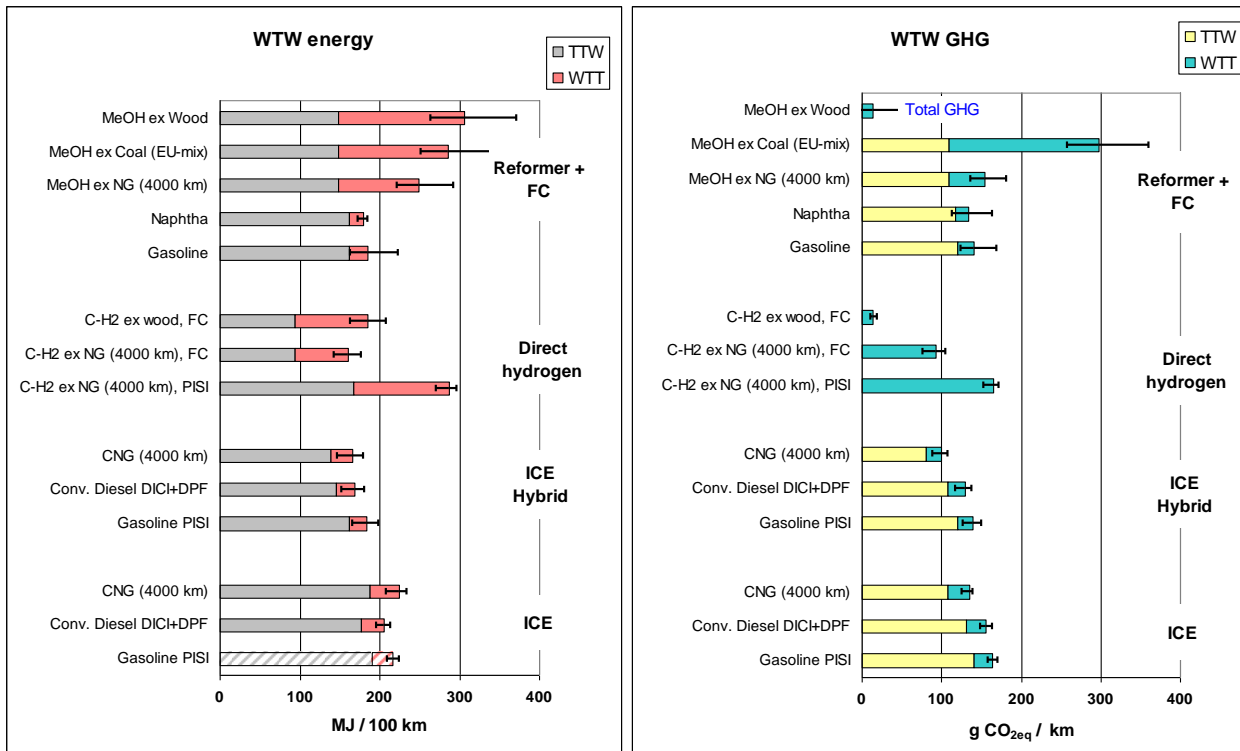 WTW energy
TTW
WTT
MeOH ex Wood
MeOH ex Coal (EU-mix)
MeOH ex NG (4000 km)
Naphtha
Gasoline
Reformer +
FC
C-H2 ex wood, FC
C-H2 ex NG (4000 km), FC
C-H2 ex NG (4000 km), PISI
Direct
hydrogen
CNG (4000 km)
Conv. Diesel DICI+DPF
Gasoline PISI
ICE
Hybrid
CNG (4000 km)
Conv. Diesel DICI+DPF
Gasoline PISI
ICE
0 100 200 300 400
MJ / 100 km
WTW GHG
TTW
WTT
MeOH ex Wood
Total GHG
MeOH ex Coal (EU-mix)
MeOH ex NG (4000 km)
Naphtha
Gasoline
Reformer +
FC
C-H2 ex wood, FC
C-H2 ex NG (4000 km), FC
C-H2 ex NG (4000 km), PISI
Direct
hydrogen
CNG (4000 km)
Conv. Diesel DICI+DPF
Gasoline PISI
ICE
Hybrid
CNG (4000 km)
Conv. Diesel DICI+DPF
Gasoline PISI
ICE
0 100 200 300 400
g CO2eq / km